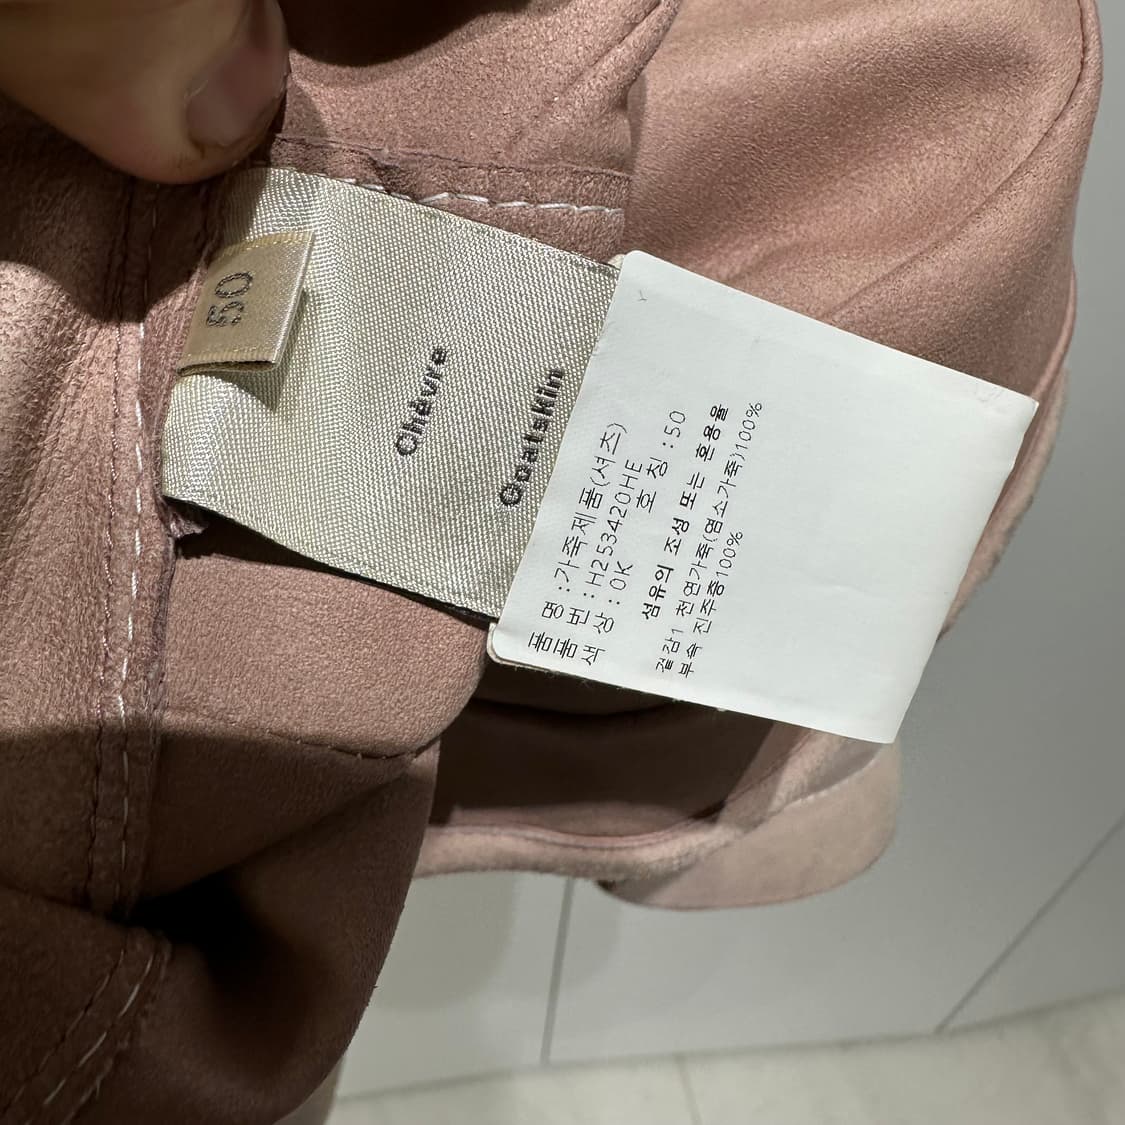 50
Chèvre
Goatskin
품 명 :가죽제품(셔츠)
품 번 :H253420HE
색 상 :0K 호 칭 :50
섬유의 조성 또는 혼용율
겉감1 천연가죽(염소가죽)100%
부속 진주층100%